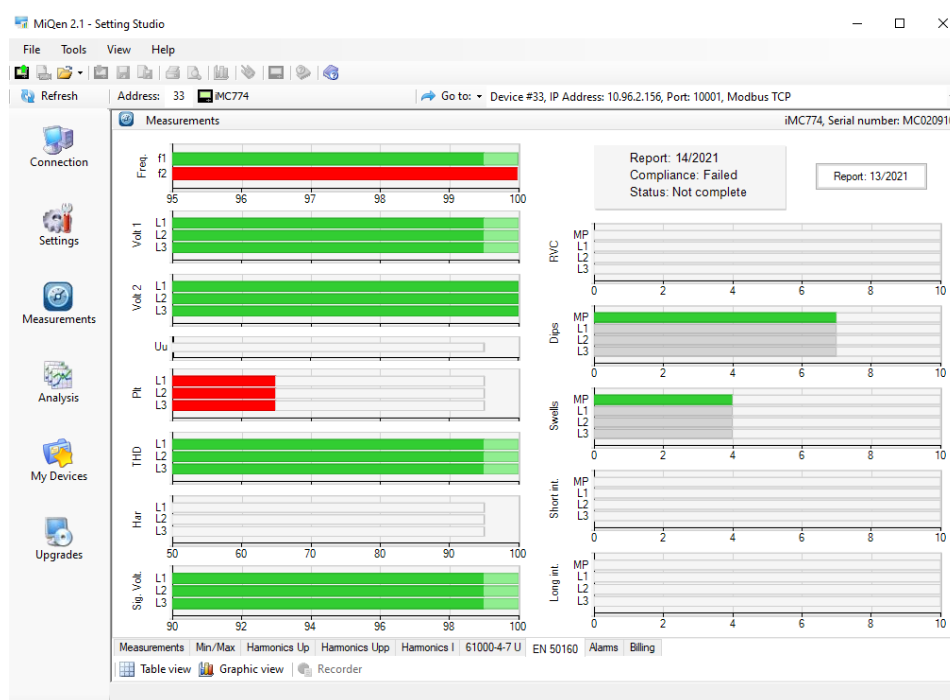 MiQen 2.1 - Setting Studio
File Tools View Help
Refresh Address: 33 iMC774 Go to: Device #33, IP Address: 10.96.2.156, Port: 10001, Modbus TCP
Measurements iMC774, Serial number: MC02091
Connection
Settings
Measurements
Analysis
My Devices
Upgrades
Freq. f1
f2
95 96 97 98 99 100
Volt 1 L1
L2
L3
Volt 2 L1
L2
L3
Uu
Plt L1
L2
L3
THD L1
L2
L3
Har L1
L2
L3
50 60 70 80 90 100
Sig. Volt. L1
L2
L3
90 92 94 96 98 100
Report: 14/2021
Compliance: Failed
Status: Not complete
Report: 13/2021
RVC MP
L1
L2
L3
0 2 4 6 8 10
Dips MP
L1
L2
L3
0 2 4 6 8 10
Swells MP
L1
L2
L3
0 2 4 6 8 10
Short int. MP
L1
L2
L3
0 2 4 6 8 10
Long int. MP
L1
L2
L3
0 2 4 6 8 10
Measurements Min/Max Harmonics Up Harmonics Upp Harmonics I 61000-4-7 U EN 50160 Alarms Billing
Table view Graphic view Recorder